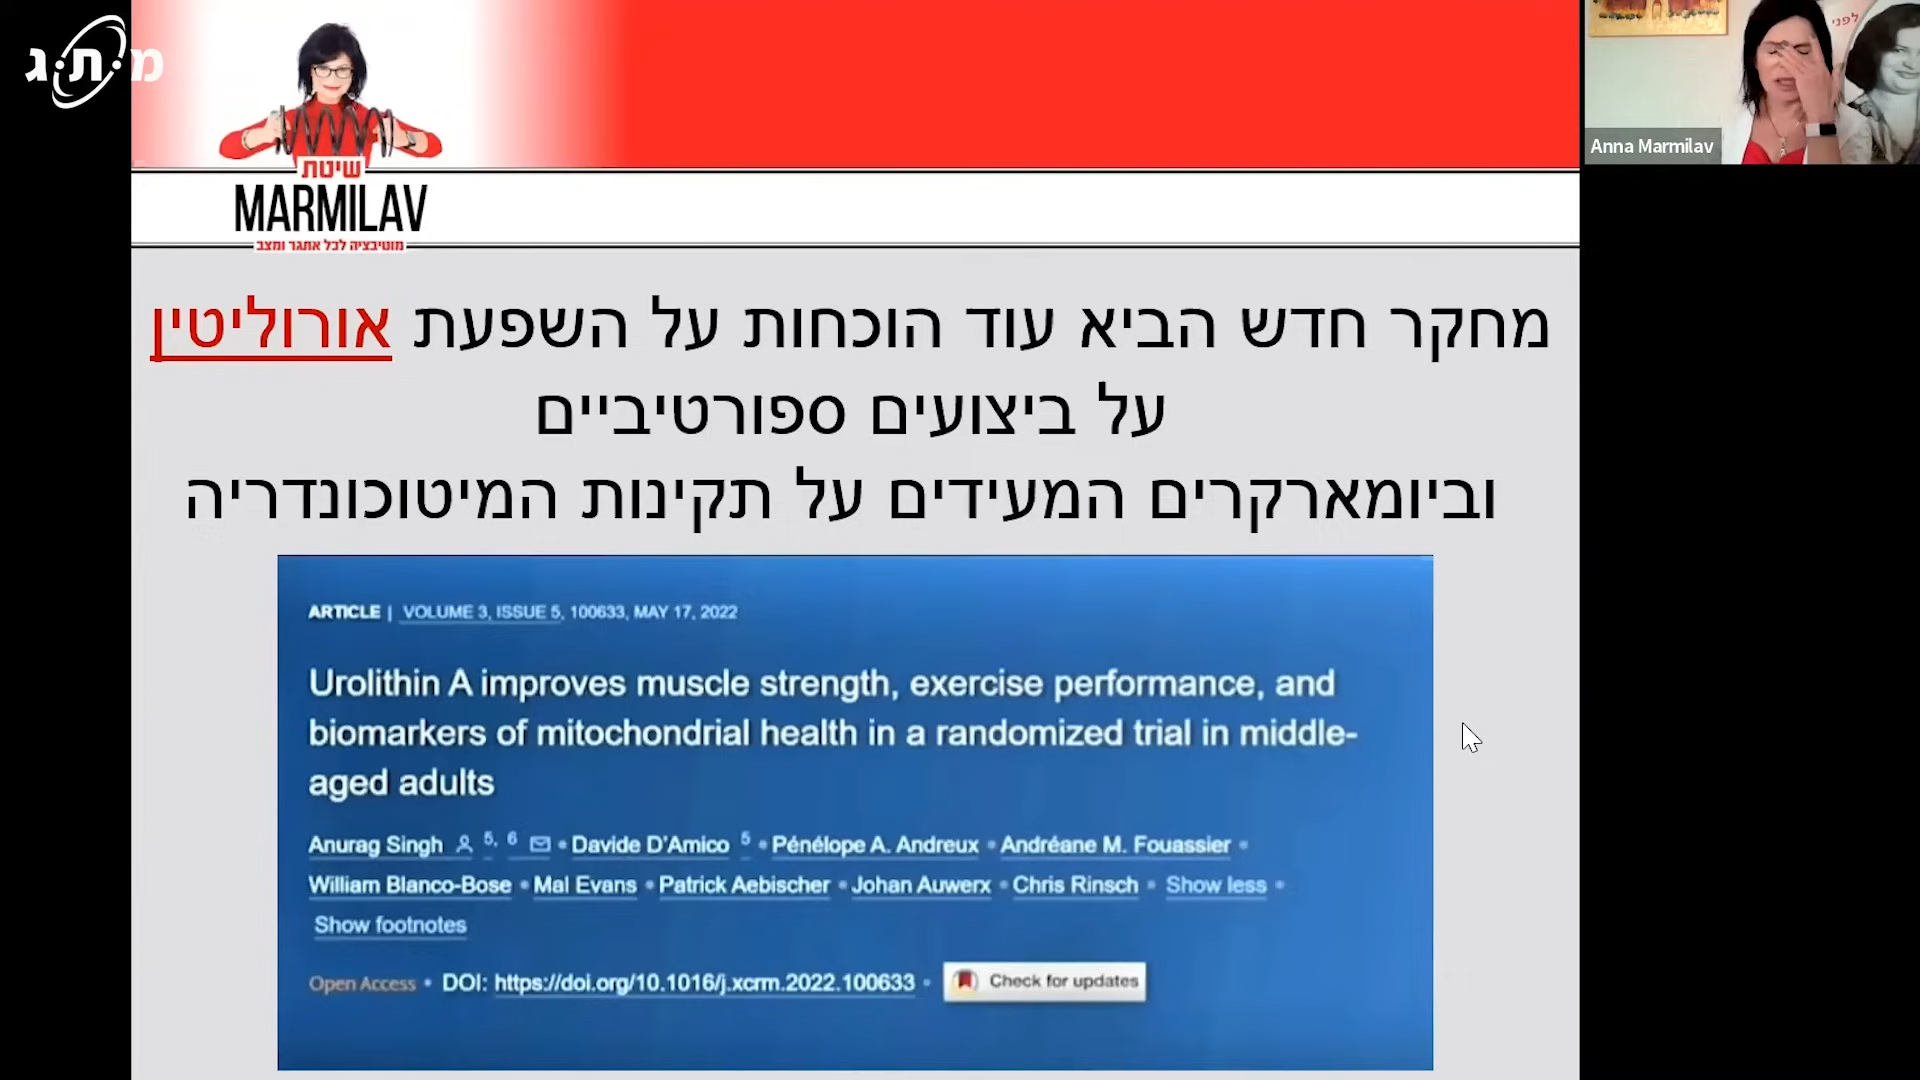 מ.ת.ג
Anna Marmilav
לפני
שיטת
MARMILAV
מוטיבציה לכל אתגר ומצב
מחקר חדש הביא עוד הוכחות על השפעת אורוליטין
על ביצועים ספורטיביים
וביומארקרים המעידים על תקינות המיטוכונדריה
ARTICLE | VOLUME 3, ISSUE 5, 100633, MAY 17, 2022
Urolithin A improves muscle strength, exercise performance, and
biomarkers of mitochondrial health in a randomized trial in middle-
aged adults
Anurag Singh 5, 6 • Davide D'Amico 5 • Pénélope A. Andreux • Andréane M. Fouassier •
William Blanco-Bose • Mal Evans • Patrick Aebischer • Johan Auwerx • Chris Rinsch • Show less •
Show footnotes
Open Access • DOI: https://doi.org/10.1016/j.xcrm.2022.100633 • Check for updates